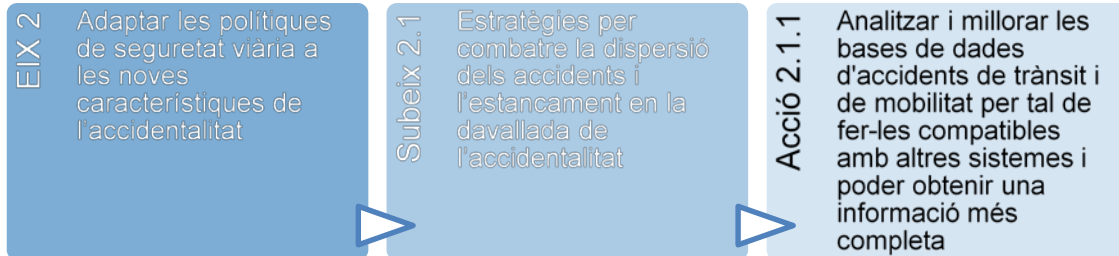 EIX 2
Adaptar les polítiques
de seguretat viària a
les noves
característiques de
l'accidentalitat
Subeix 2.1
Estratègies per
combatre la dispersió
dels accidents i
l'estancament en la
davallada de
l'accidentalitat
Acció 2.1.1
Analitzar i millorar les
bases de dades
d'accidents de trànsit i
de mobilitat per tal de
fer-les compatibles
amb altres sistemes i
poder obtenir una
informació més
completa